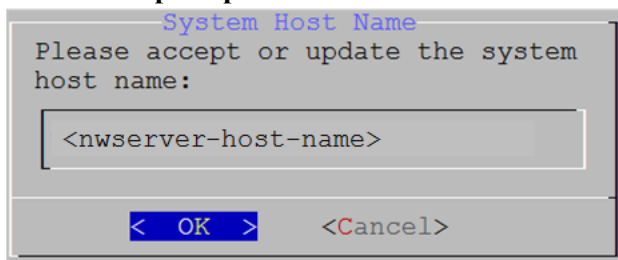 System Host Name
Please accept or update the system
host name:
<nwserver-host-name>
< OK > <Cancel>